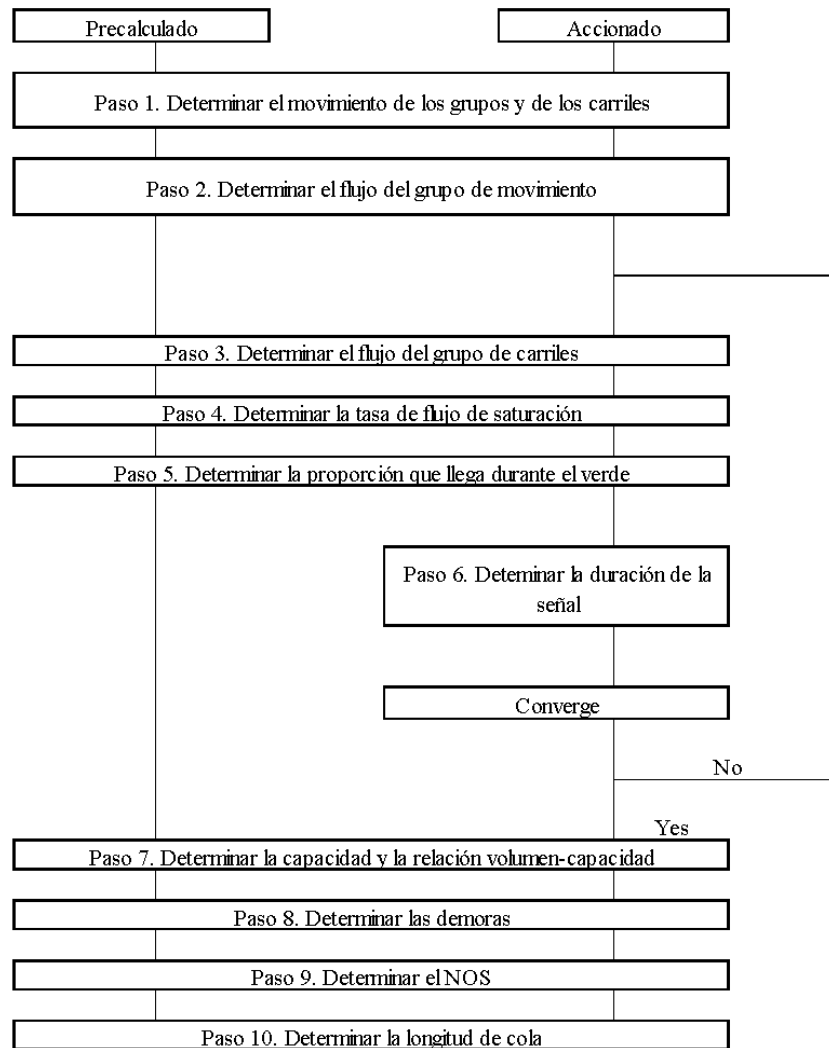 Precalculado
Accionado
Paso 1. Determinar el movimiento de los grupos y de los carriles
Paso 2. Determinar el flujo del grupo de movimiento
Paso 3. Determinar el flujo del grupo de carriles
Paso 4. Determinar la tasa de flujo de saturación
Paso 5. Determinar la proporción que llega durante el verde
Paso 6. Deteminar la duración de la
señal
Converge
No
Yes
Paso 7. Determinar la capacidad y la relación volumen-capacidad
Paso 8. Determinar las demoras
Paso 9. Determinar el NOS
Paso 10. Determinar la longitud de cola